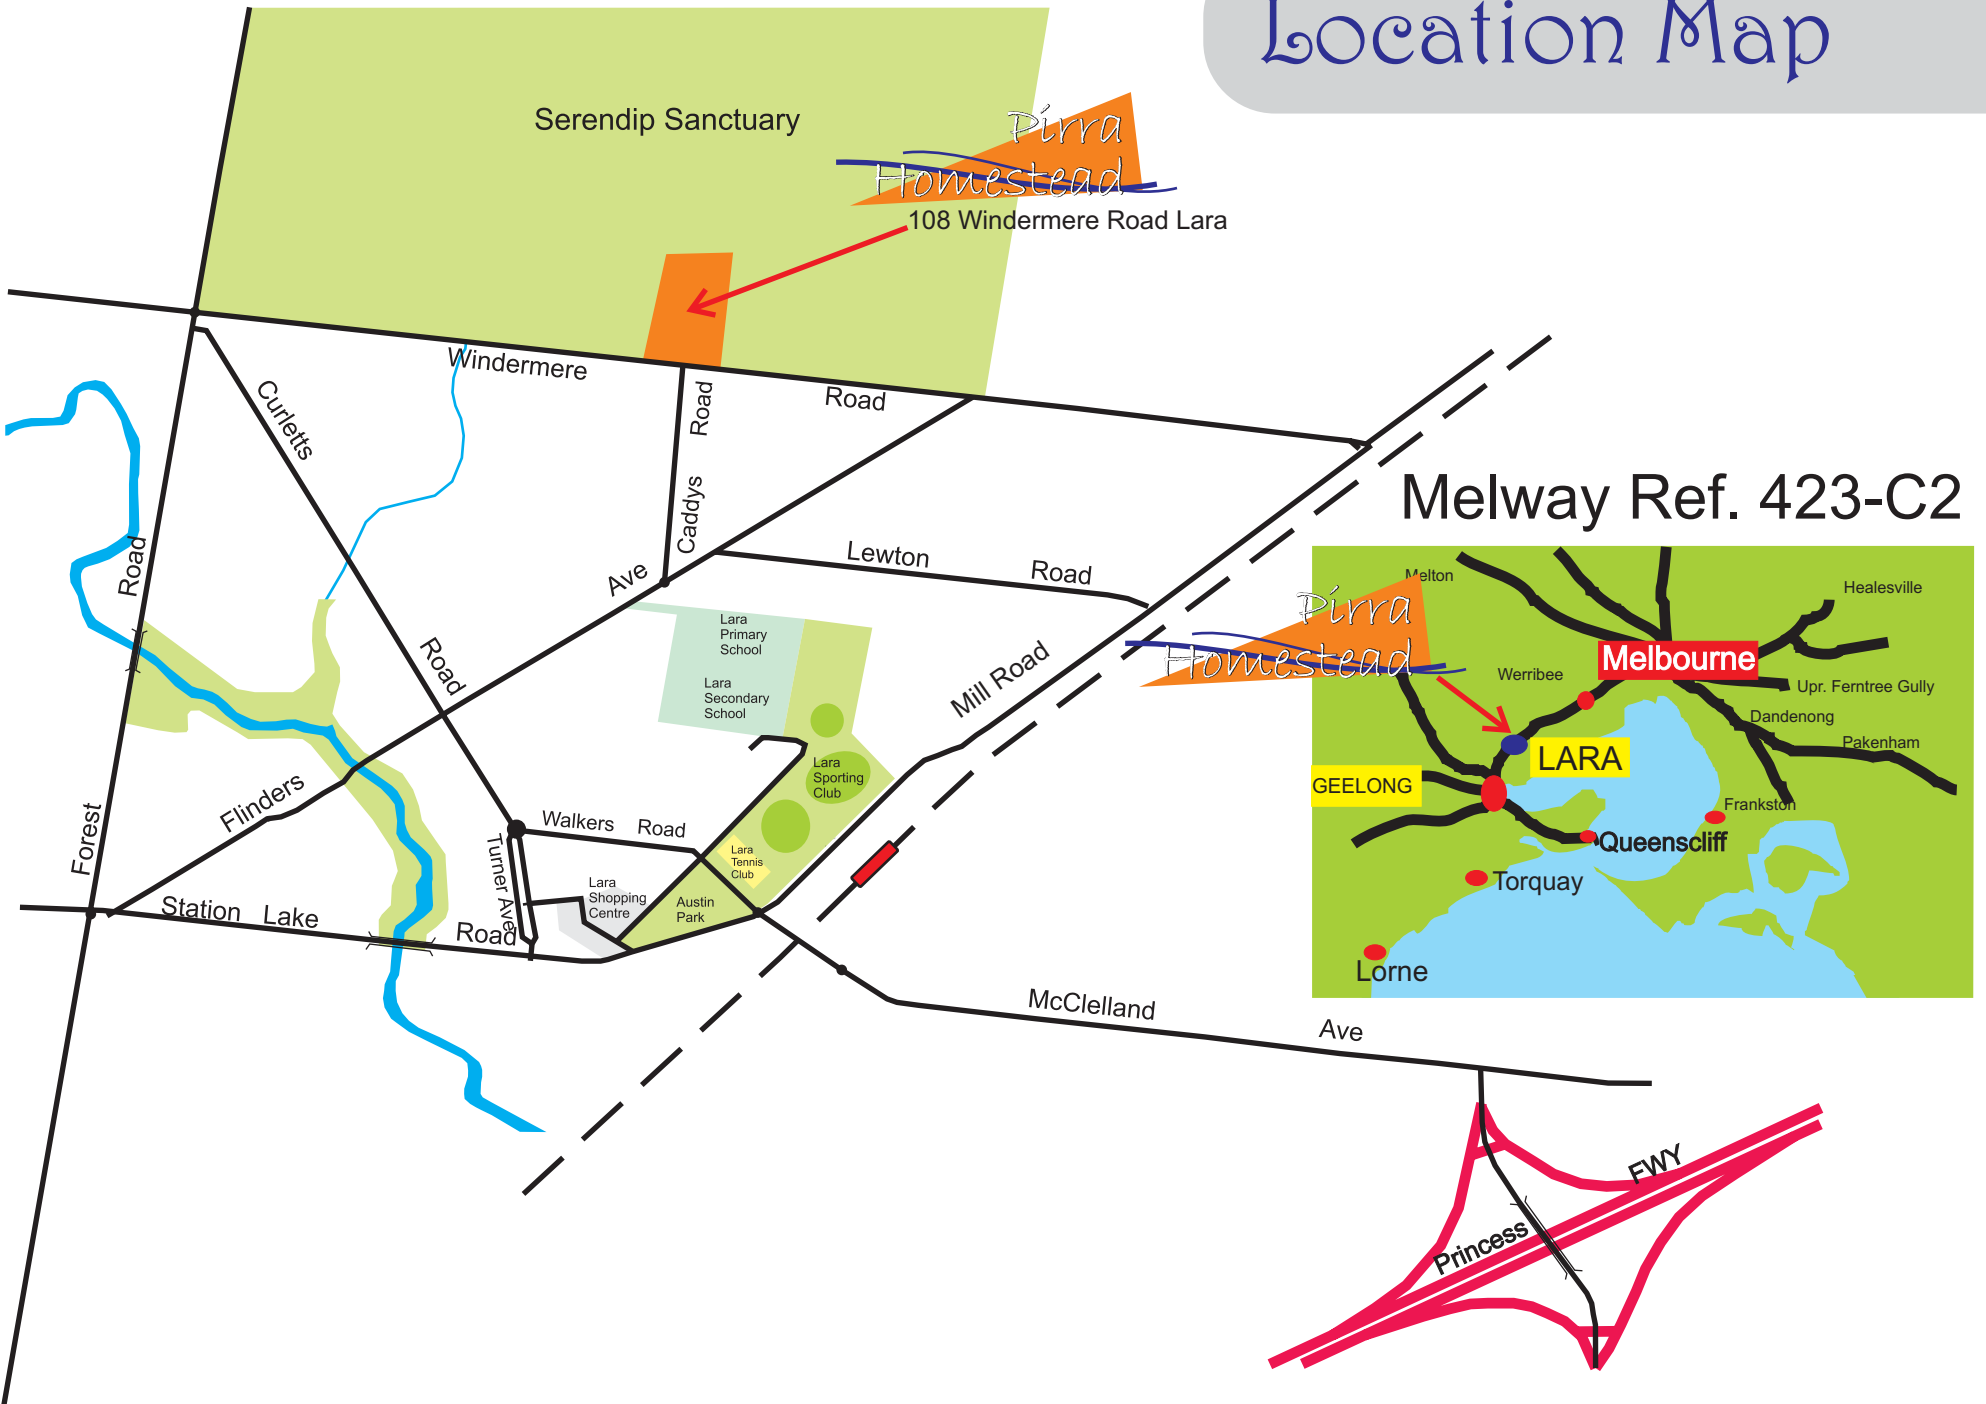 Location Map
Serendip Sanctuary
Pirra
Homestead
108 Windermere Road Lara
Windermere
Road
Curletts
Road
Road
Caddys
Ave
Lewton
Road
Road
Forest
Flinders
Lara
Primary
School
Lara
Secondary
School
Mill Road
Lara
Sporting
Club
Walkers Road
Turner Ave
Lara
Tennis
Club
Lara
Shopping
Centre
Austin
Park
Station Lake
Road
McClelland
Ave
Princess
FWY
Melway Ref. 423-C2
Melton
Healesville
Pirra
Homestead
Melbourne
Werribee
Upr. Ferntree Gully
Dandenong
Pakenham
LARA
GEELONG
Frankston
Queenscliff
Torquay
Lorne